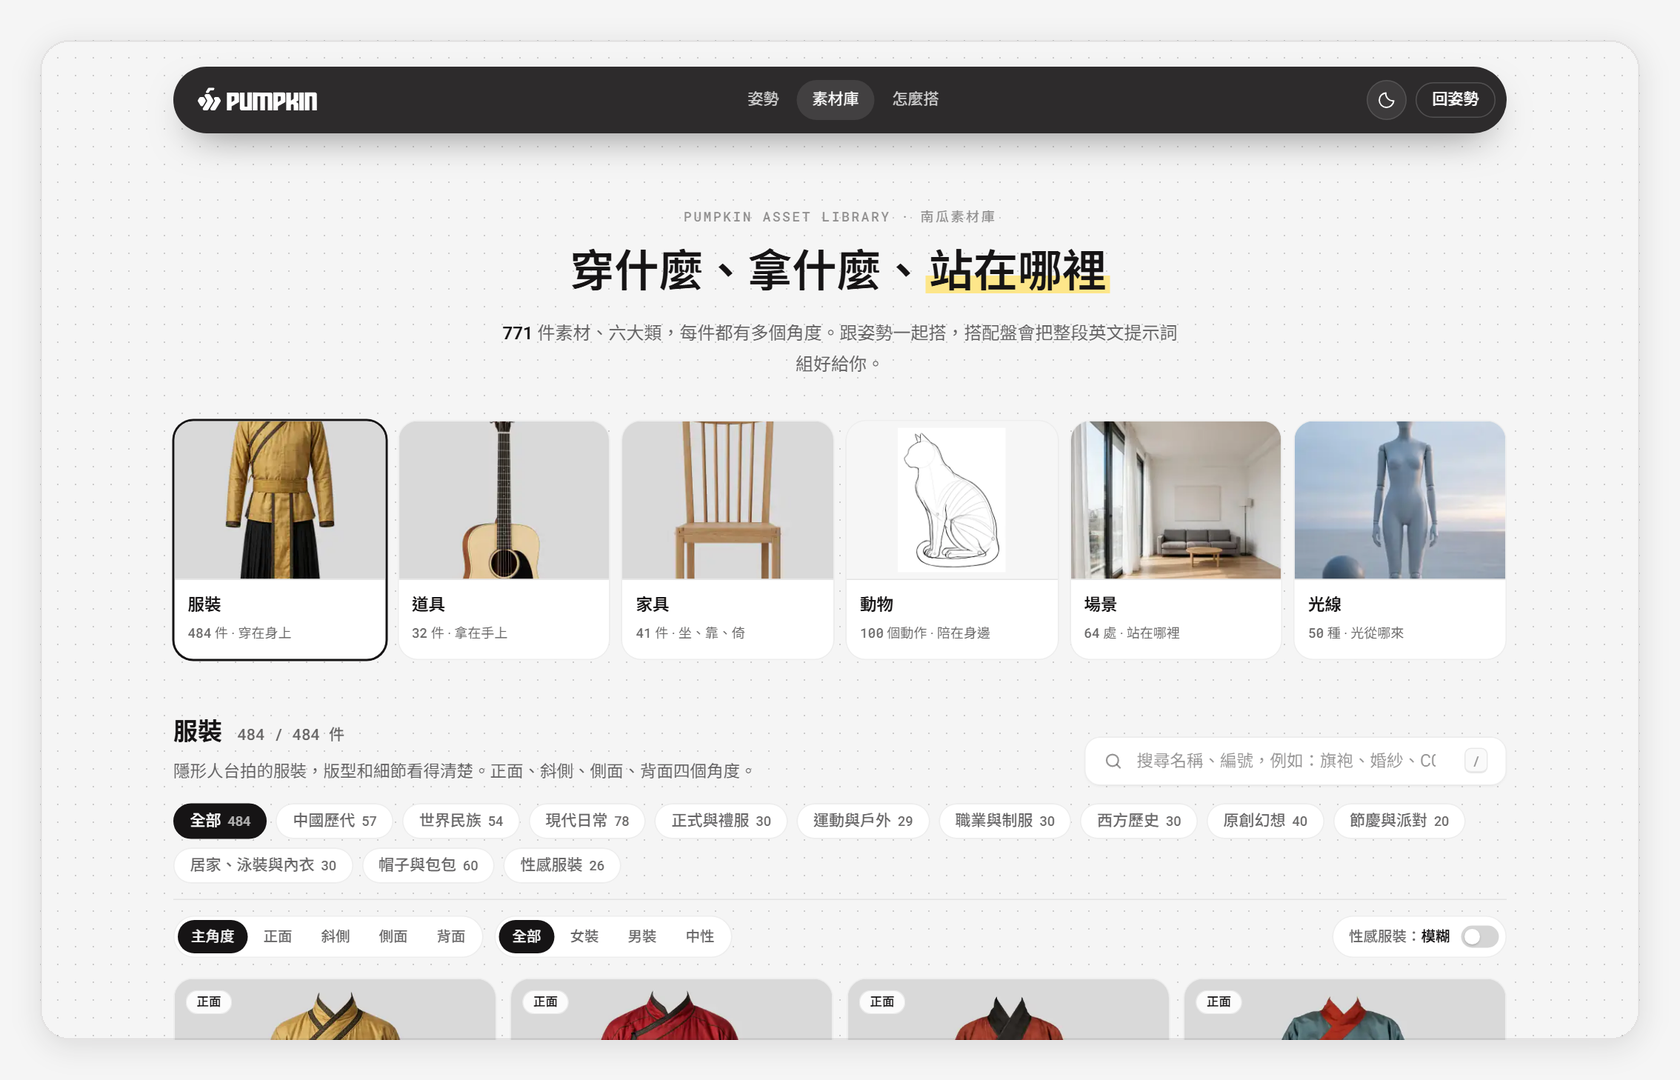 PUMPKIN
姿勢
素材庫
怎麼搭
回姿勢
PUMPKIN ASSET LIBRARY · 南瓜素材庫
穿什麼、拿什麼、站在哪裡
771 件素材、六大類，每件都有多個角度。跟姿勢一起搭，搭配盤會把整段英文提示詞
組好給你。
服裝
484 件 · 穿在身上
道具
32 件 · 拿在手上
家具
41 件 · 坐、靠、倚
動物
100 個動作 · 陪在身邊
場景
64 處 · 站在哪裡
光線
50 種 · 光從哪來
服裝 484 / 484 件
隱形人台拍的服裝，版型和細節看得清楚。正面、斜側、側面、背面四個角度。
搜尋名稱、編號，例如：旗袍、婚紗、CC
/
全部 484
中國歷代 57
世界民族 54
現代日常 78
正式與禮服 30
運動與戶外 29
職業與制服 30
西方歷史 30
原創幻想 40
節慶與派對 20
居家、泳裝與內衣 30
帽子與包包 60
性感服裝 26
主角度
正面
斜側
側面
背面
全部
女裝
男裝
中性
性感服裝：模糊
正面
正面
正面
正面